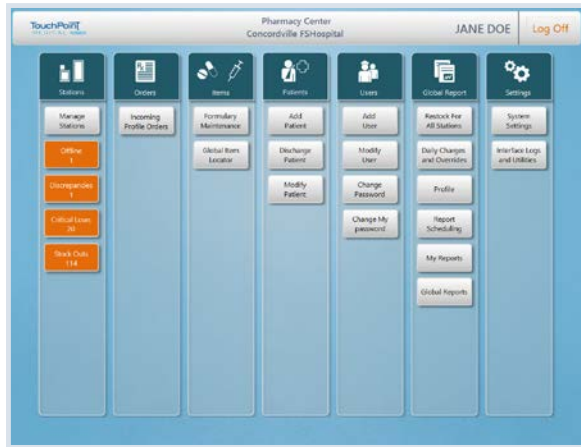 TouchPoint
Pharmacy Center
Concordville FSHospital
JANE DOE
Log Off
Stations
Orders
Items
Patients
Users
Global Report
Settings
Manage
Stations
Offline
1
Discrepancies
1
Critical Lows
20
Stock Outs
114
Incoming
Profile Orders
Formulary
Maintenance
Global Item
Locator
Add
Patient
Discharge
Patient
Modify
Patient
Add
User
Modify
User
Change
Password
Change My
password
Restock For
All Stations
Daily Charges
and Overrides
Profile
Report
Scheduling
My Reports
Global Reports
System
Settings
Interface Logs
and Utilities